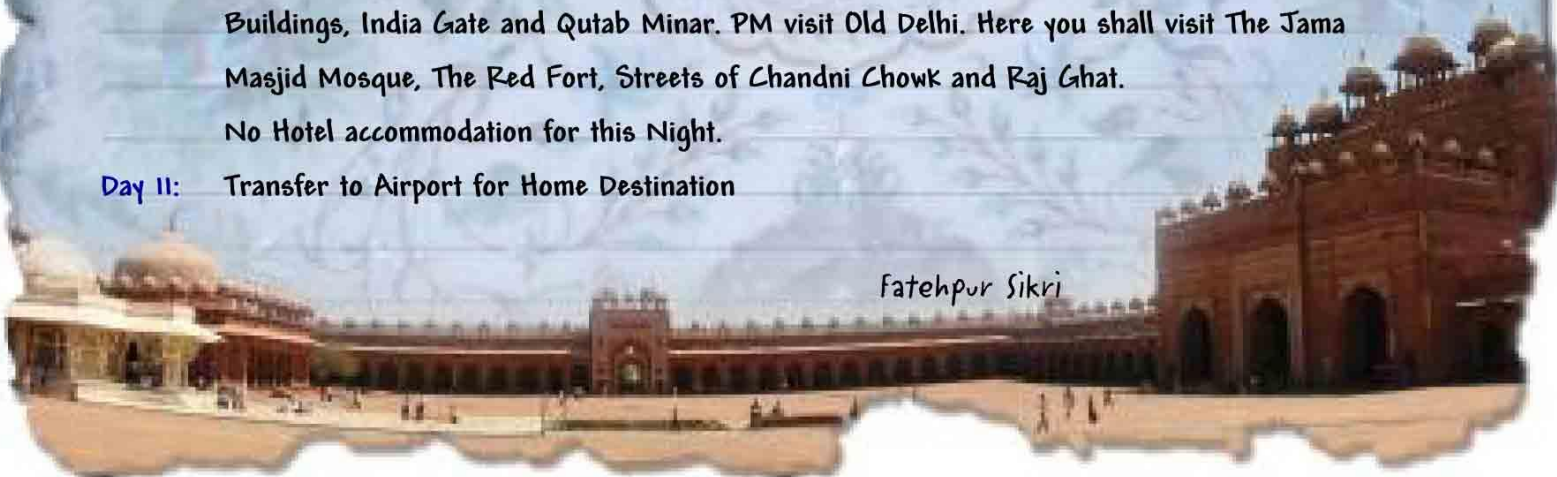 Buildings, India Gate and Qutab Minar. PM visit Old Delhi. Here you shall visit The Jama
Masjid Mosque, The Red Fort, Streets of Chandni Chowk and Raj Ghat.
No Hotel accommodation for this Night.
Day 11: Transfer to Airport for Home Destination
Fatehpur Sikri